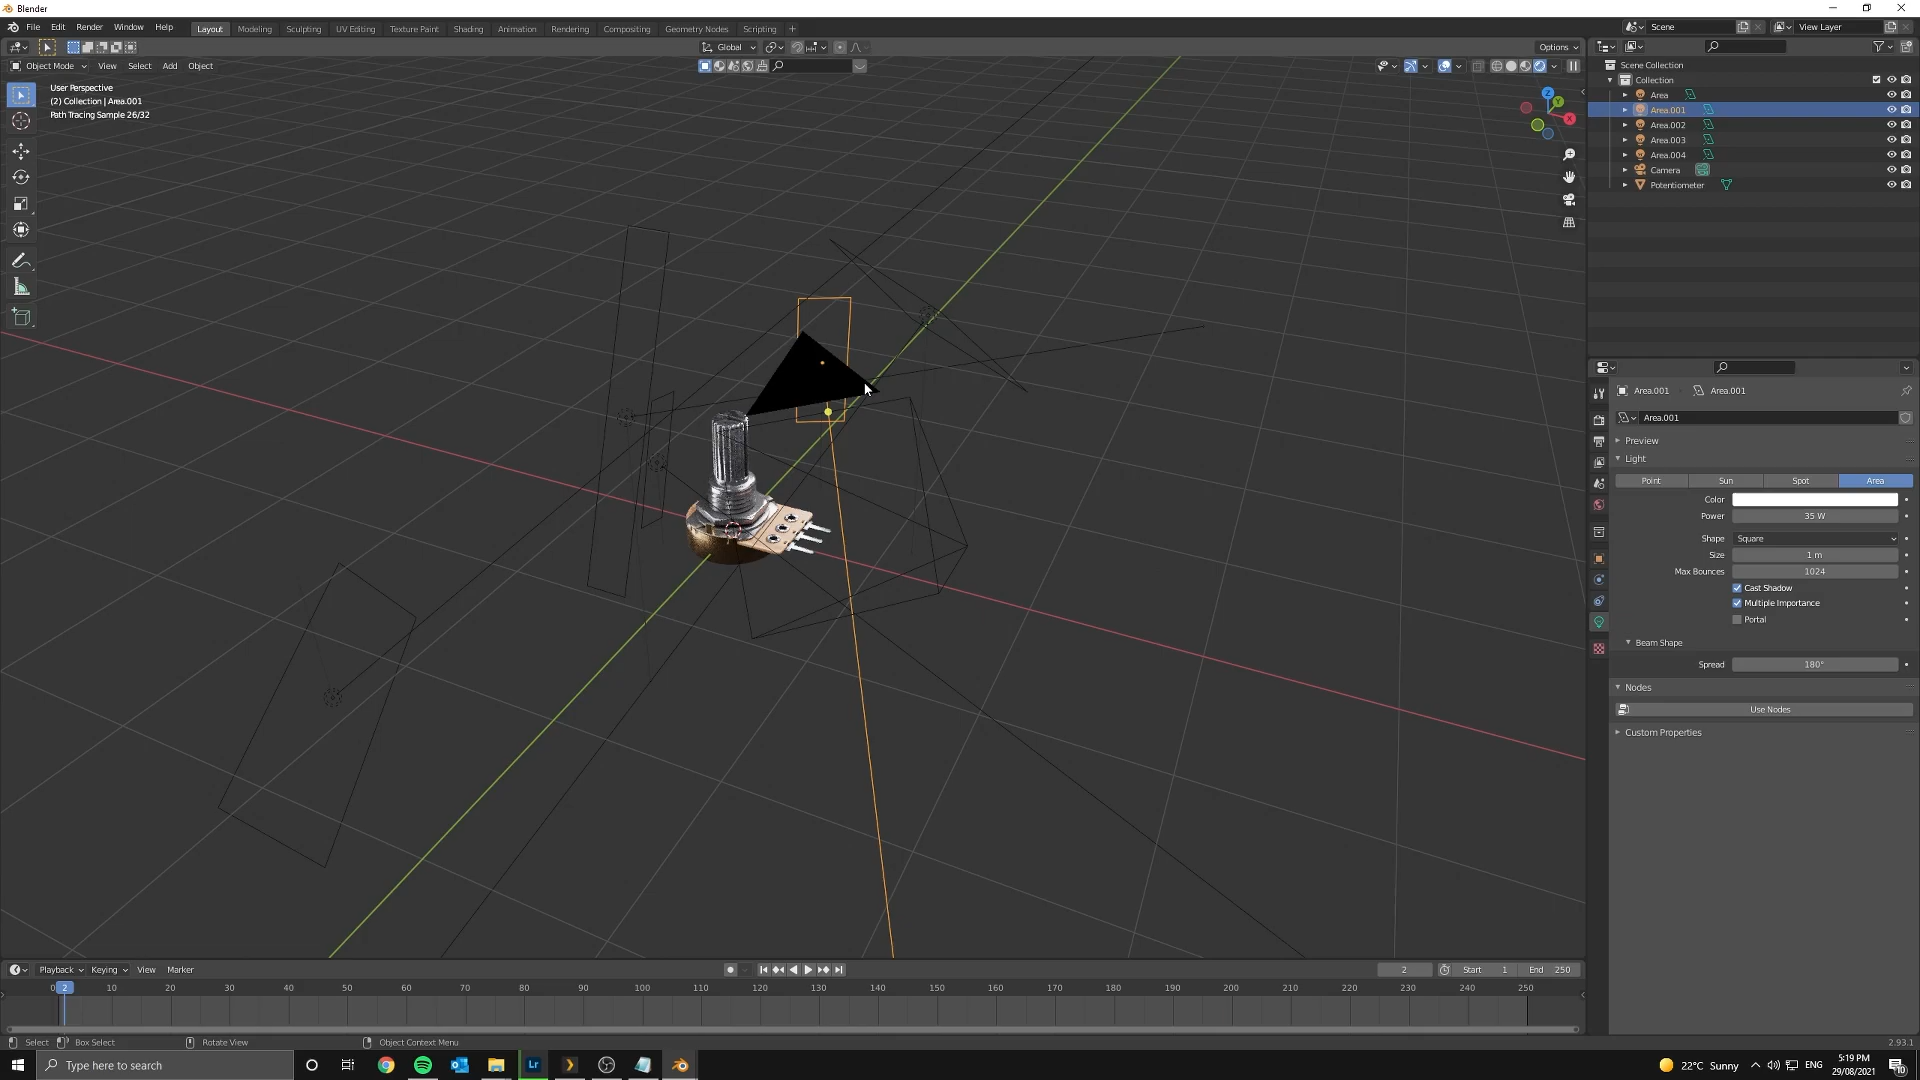 Blender
File Edit Render Window Help
Layout Modeling Sculpting UV Editing Texture Paint Shading Animation Rendering Compositing Geometry Nodes Scripting +
Scene
View Layer
Global
Options
Object Mode View Select Add Object
User Perspective
(2) Collection | Area.001
Path Tracing Sample 26/32
Z
Y
X
Scene Collection
Collection
Area
Area.001
Area.002
Area.003
Area.004
Camera
Potentiometer
Area.001 Area.001
Area.001
Preview
Light
Point Sun Spot Area
Color
Power 35 W
Shape Square
Size 1 m
Max Bounces 1024
Cast Shadow
Multiple Importance
Portal
Beam Shape
Spread 180°
Nodes
Use Nodes
Custom Properties
Playback Keying View Marker
2 Start 1 End 250
0 2 10 20 30 40 50 60 70 80 90 100 110 120 130 140 150 160 170 180 190 200 210 220 230 240 250
Select Box Select Rotate View Object Context Menu
2.93.1
Type here to search
Lr
22°C Sunny
ENG
5:19 PM
29/08/2021
10